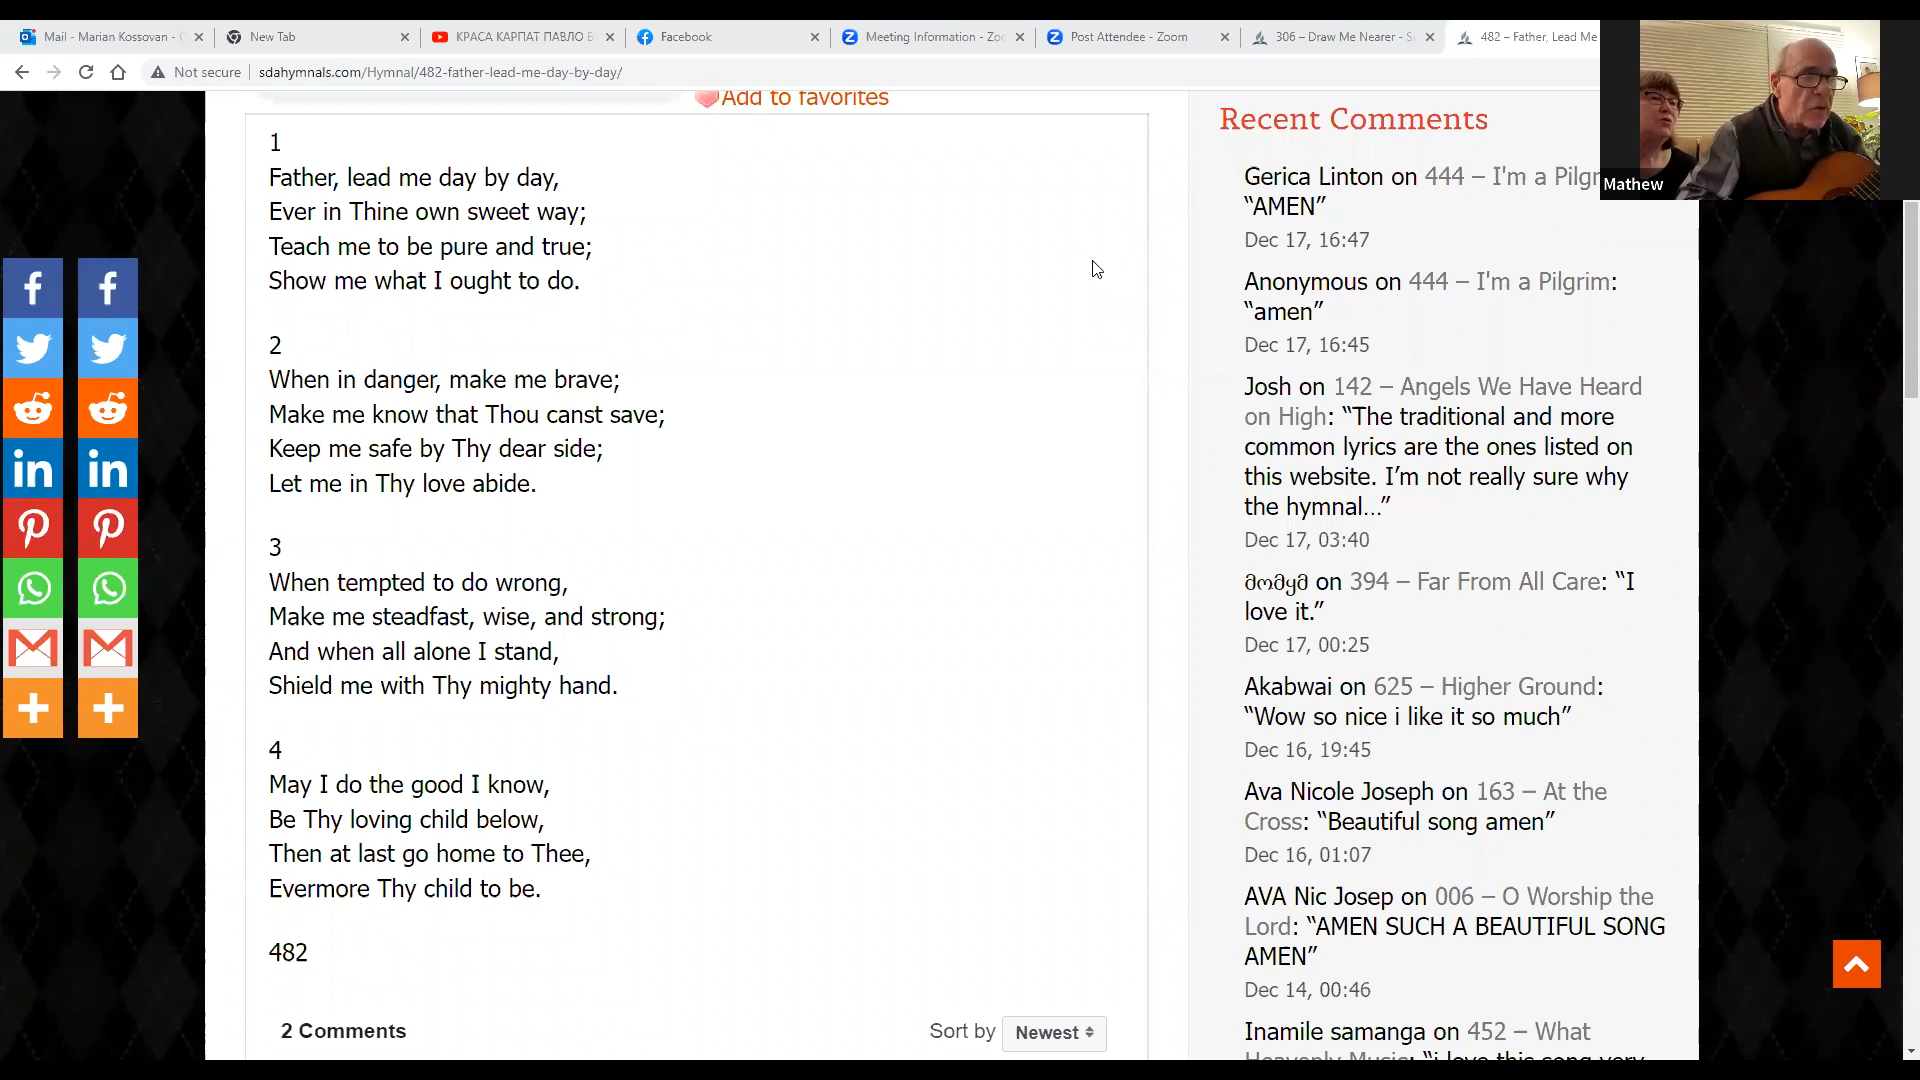 Mail - Marian Kossovan -
New Tab
КРАСА КАРПАТ ПАВЛО
Facebook
Meeting Information - Zoo
Post Attendee - Zoom
306 – Draw Me Nearer -
482 – Father, Lead Me
Not secure
sdahymnals.com/Hymnal/482-father-lead-me-day-by-day/
Mathew
Add to favorites
1
Father, lead me day by day,
Ever in Thine own sweet way;
Teach me to be pure and true;
Show me what I ought to do.
2
When in danger, make me brave;
Make me know that Thou canst save;
Keep me safe by Thy dear side;
Let me in Thy love abide.
3
When tempted to do wrong,
Make me steadfast, wise, and strong;
And when all alone I stand,
Shield me with Thy mighty hand.
4
May I do the good I know,
Be Thy loving child below,
Then at last go home to Thee,
Evermore Thy child to be.
482
2 Comments
Sort by
Newest
Recent Comments
Gerica Linton on 444 – I'm a Pilgr
“AMEN”
Dec 17, 16:47
Anonymous on 444 – I'm a Pilgrim:
“amen”
Dec 17, 16:45
Josh on 142 – Angels We Have Heard
on High: “The traditional and more
common lyrics are the ones listed on
this website. I’m not really sure why
the hymnal...”
Dec 17, 03:40
მომყმ on 394 – Far From All Care: “I
love it.”
Dec 17, 00:25
Akabwai on 625 – Higher Ground:
“Wow so nice i like it so much”
Dec 16, 19:45
Ava Nicole Joseph on 163 – At the
Cross: “Beautiful song amen”
Dec 16, 01:07
AVA Nic Josep on 006 – O Worship the
Lord: “AMEN SUCH A BEAUTIFUL SONG
AMEN”
Dec 14, 00:46
Inamile samanga on 452 – What
Heavenly Music: “i love this song very